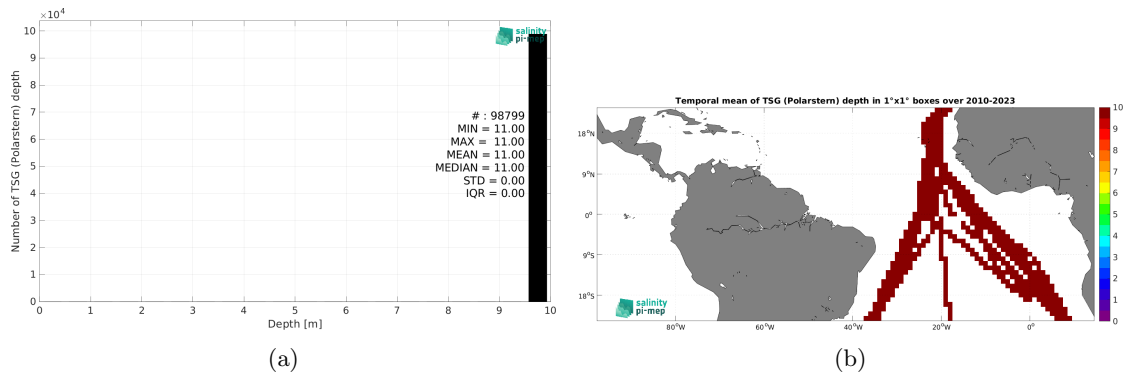 ×10⁴
10
9
8
7
6
5
4
3
2
1
0
Number of TSG (Polarstern) depth
salinity
pi-mep
# : 98799
MIN = 11.00
MAX = 11.00
MEAN = 11.00
MEDIAN = 11.00
STD = 0.00
IQR = 0.00
0 1 2 3 4 5 6 7 8 9 10
Depth [m]
(a)
Temporal mean of TSG (Polarstern) depth in 1°x1° boxes over 2010-2023
18°N
9°N
0°
9°S
18°S
salinity
pi-mep
80°W 60°W 40°W 20°W 0°
10
9
8
7
6
5
4
3
2
1
0
(b)